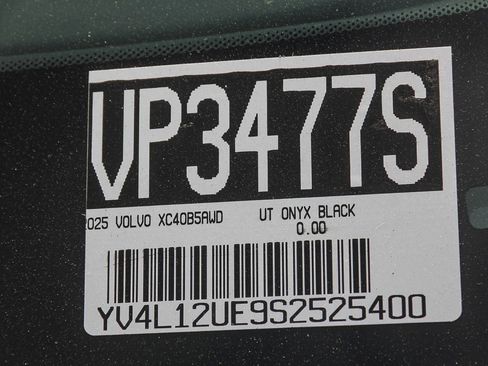 VP3477S
025 VOLVO XC40B5AWD UT ONYX BLACK
0.00
YV4L12UE9S2525400